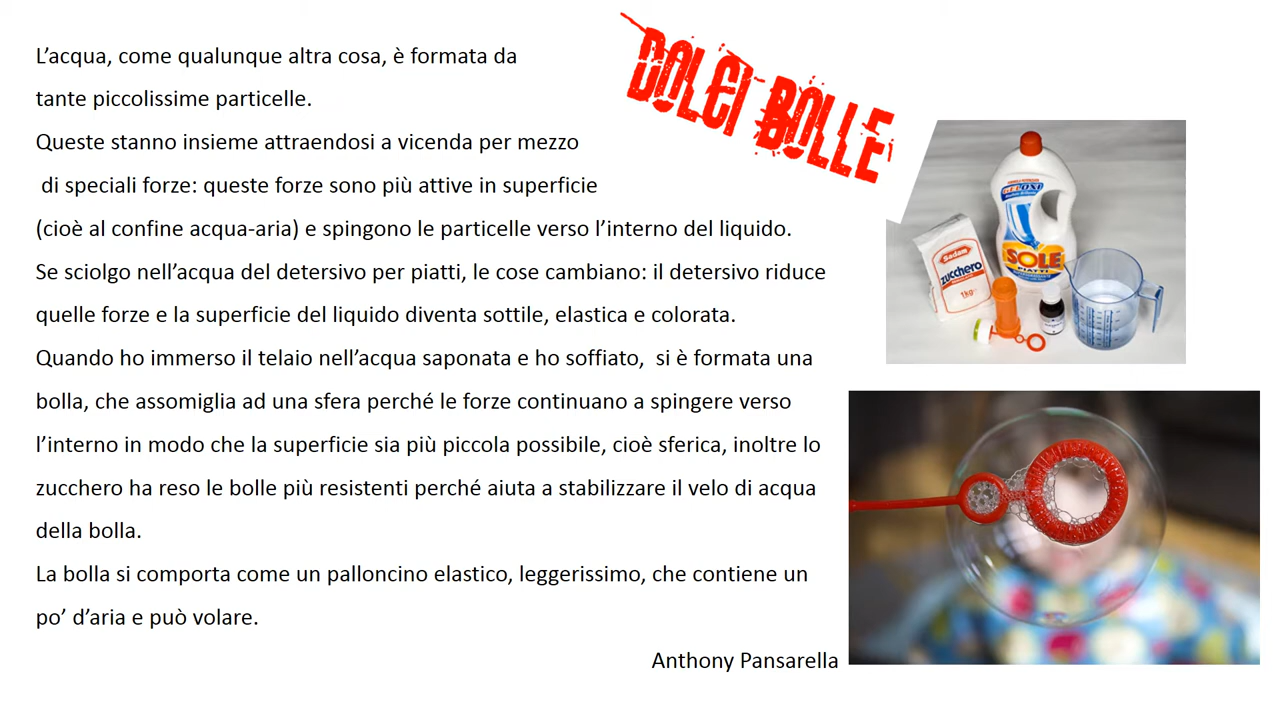 DOLCI BOLLE
L’acqua, come qualunque altra cosa, è formata da
tante piccolissime particelle.
Queste stanno insieme attraendosi a vicenda per mezzo
di speciali forze: queste forze sono più attive in superficie
(cioè al confine acqua-aria) e spingono le particelle verso l’interno del liquido.
Se sciolgo nell’acqua del detersivo per piatti, le cose cambiano: il detersivo riduce
quelle forze e la superficie del liquido diventa sottile, elastica e colorata.
Quando ho immerso il telaio nell’acqua saponata e ho soffiato, si è formata una
bolla, che assomiglia ad una sfera perché le forze continuano a spingere verso
l’interno in modo che la superficie sia più piccola possibile, cioè sferica, inoltre lo
zucchero ha reso le bolle più resistenti perché aiuta a stabilizzare il velo di acqua
della bolla.
La bolla si comporta come un palloncino elastico, leggerissimo, che contiene un
po’ d’aria e può volare.
Anthony Pansarella
GEL OXI
SOLE
PIATTI
Sadam
zucchero
1kg